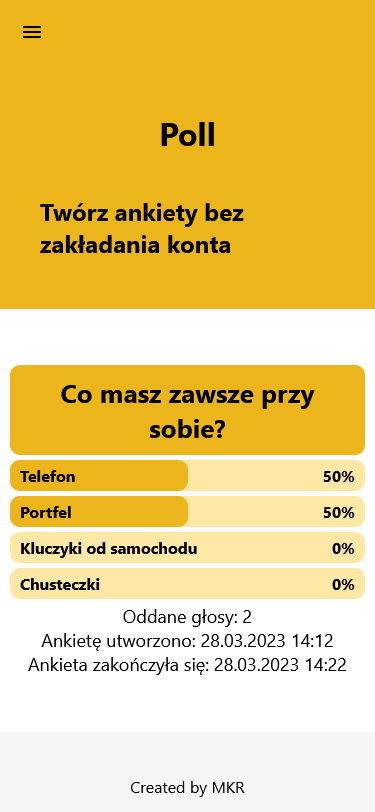 Poll
Twórz ankiety bez
zakładania konta
Co masz zawsze przy
sobie?
Telefon 50%
Portfel 50%
Kluczyki od samochodu 0%
Chusteczki 0%
Oddane głosy: 2
Ankietę utworzono: 28.03.2023 14:12
Ankieta zakończyła się: 28.03.2023 14:22
Created by MKR